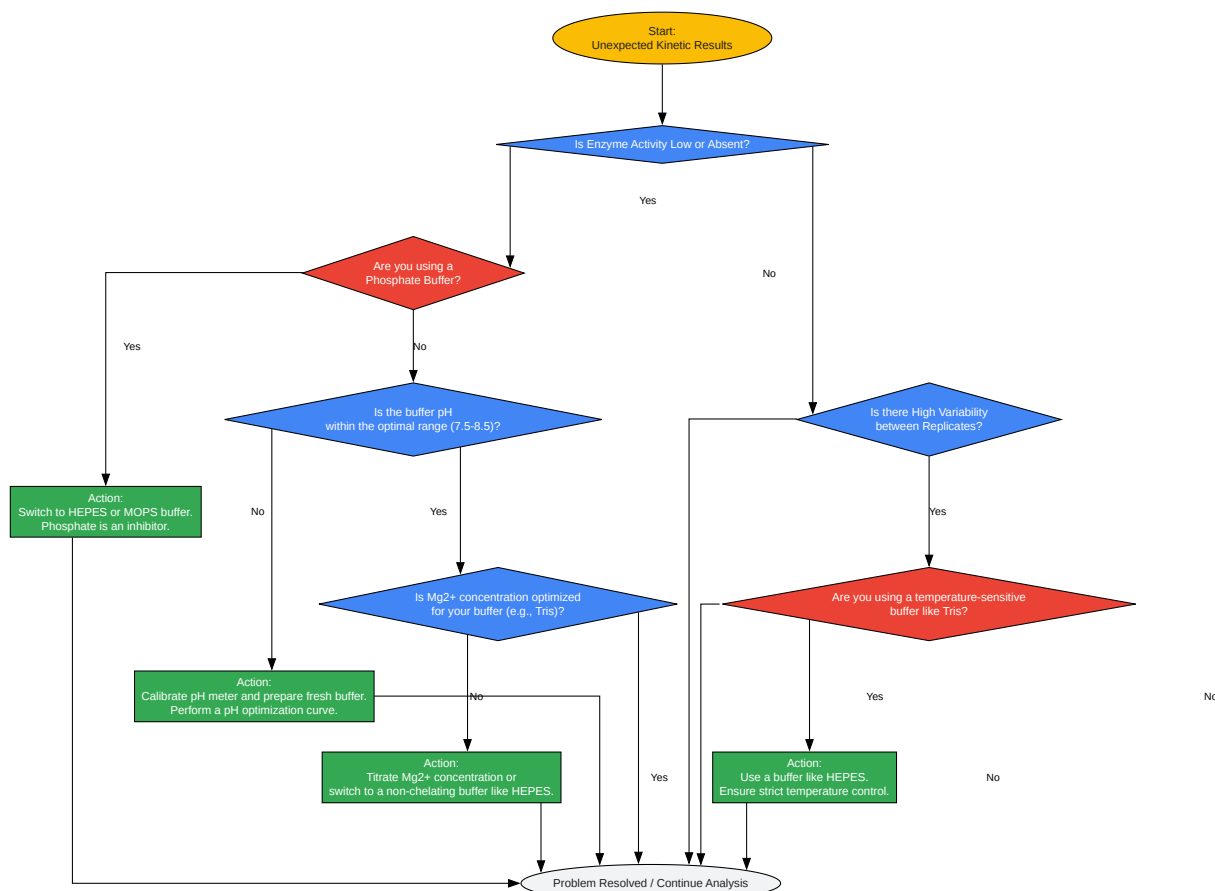 Start:
Unexpected Kinetic Results
Is Enzyme Activity Low or Absent?
Yes
Are you using a
Phosphate Buffer?
No
Yes
No
Is the buffer pH
within the optimal range (7.5-8.5)?
Is there High Variability
between Replicates?
Action:
Switch to HEPES or MOPS buffer.
Phosphate is an inhibitor.
No
Yes
Yes
Is Mg2+ concentration optimized
for your buffer (e.g., Tris)?
Are you using a temperature-sensitive
buffer like Tris?
Action:
Calibrate pH meter and prepare fresh buffer.
Perform a pH optimization curve.
No
Yes
No
Action:
Titrate Mg2+ concentration or
switch to a non-chelating buffer like HEPES.
Yes
Action:
Use a buffer like HEPES.
Ensure strict temperature control.
No
Problem Resolved / Continue Analysis